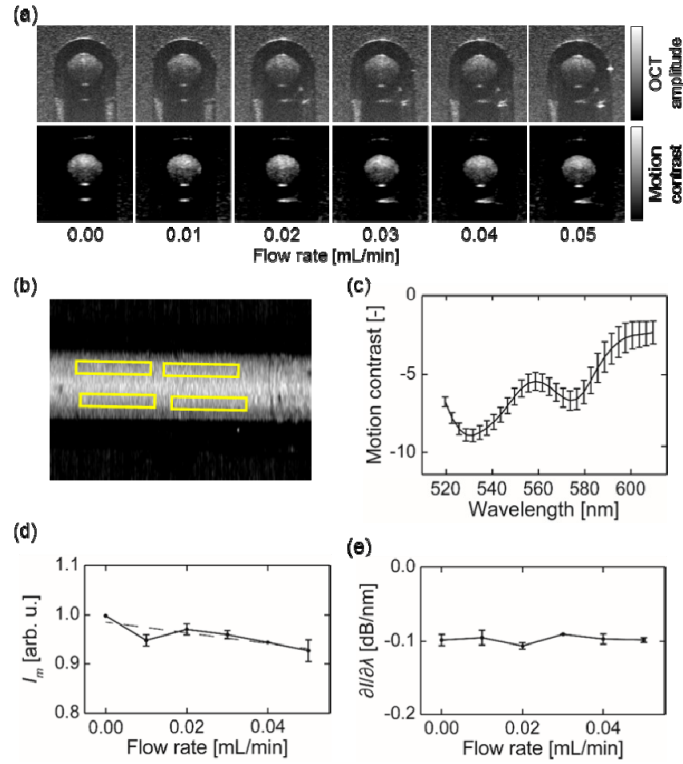 (a)
OCT
amplitude
Motion
contrast
0.00 0.01 0.02 0.03 0.04 0.05
Flow rate [mL/min]
(b)
(c)
0
-5
-10
Motion contrast [-]
520 540 560 580 600
Wavelength [nm]
(d)
1.1
1.0
0.9
0.8
Im [arb. u.]
0.00 0.02 0.04
Flow rate [mL/min]
(e)
0.0
-0.1
-0.2
∂I/∂λ [dB/nm]
0.00 0.02 0.04
Flow rate [mL/min]